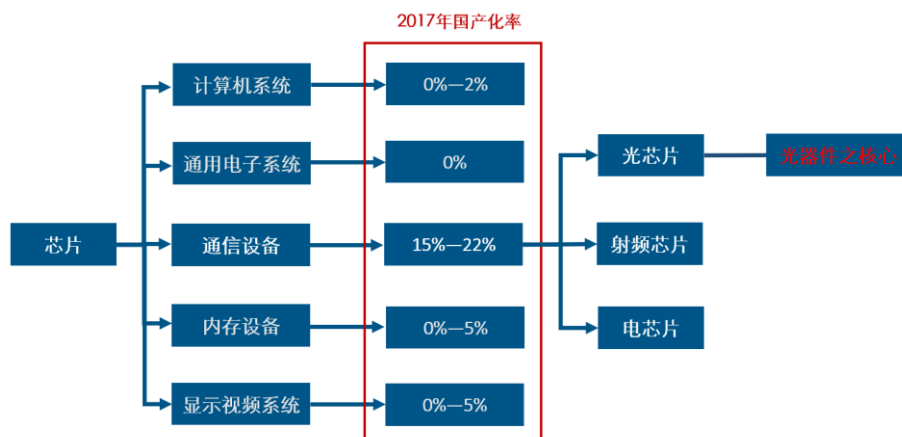 2017年国产化率
计算机系统
0%—2%
通用电子系统
0%
光芯片
光器件之核心
芯片
通信设备
15%—22%
射频芯片
内存设备
0%—5%
电芯片
显示视频系统
0%—5%